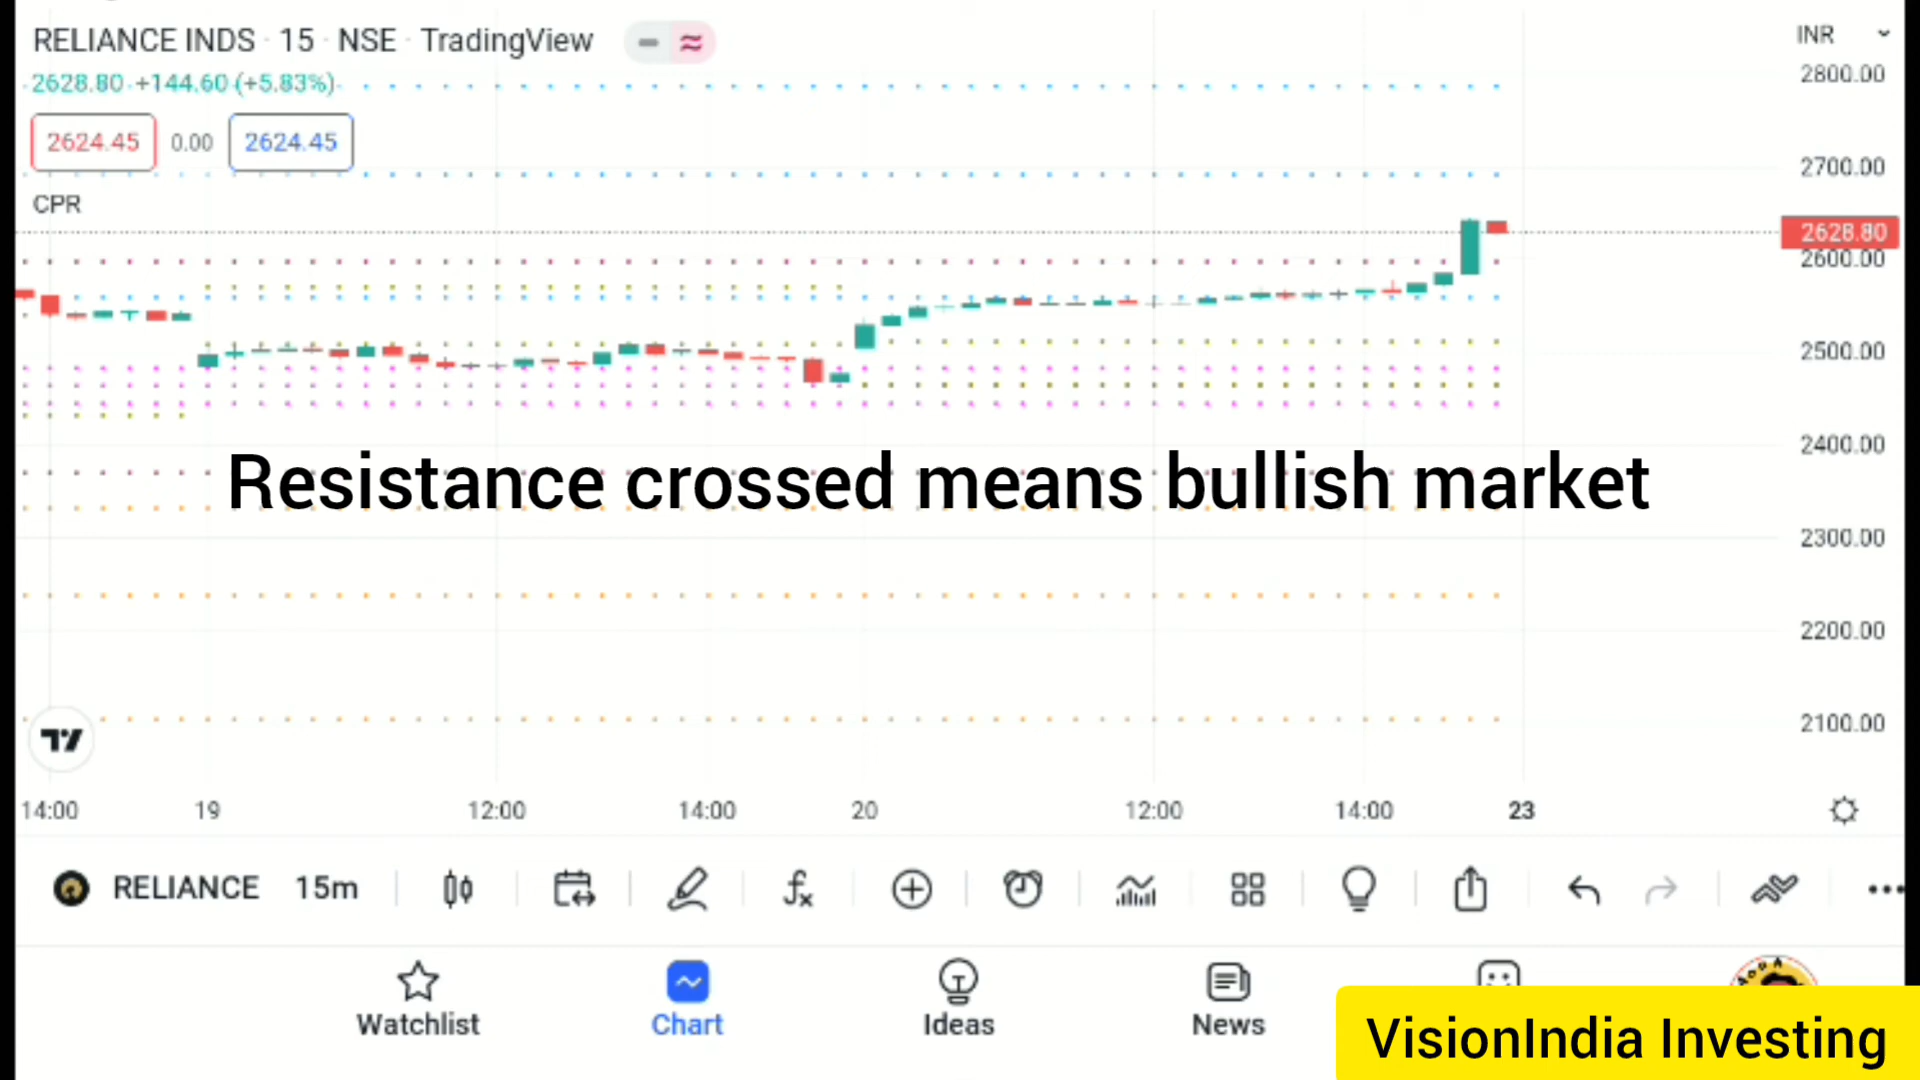 RELIANCE INDS · 15 · NSE · TradingView
INR
2628.80 +144.60 (+5.83%)
2624.45 0.00 2624.45
CPR
2800.00
2700.00
2628.80
2600.00
2500.00
2400.00
2300.00
2200.00
2100.00
Resistance crossed means bullish market
14:00 19 12:00 14:00 20 12:00 14:00 23
RELIANCE 15m
Watchlist Chart Ideas News
VisionIndia Investing